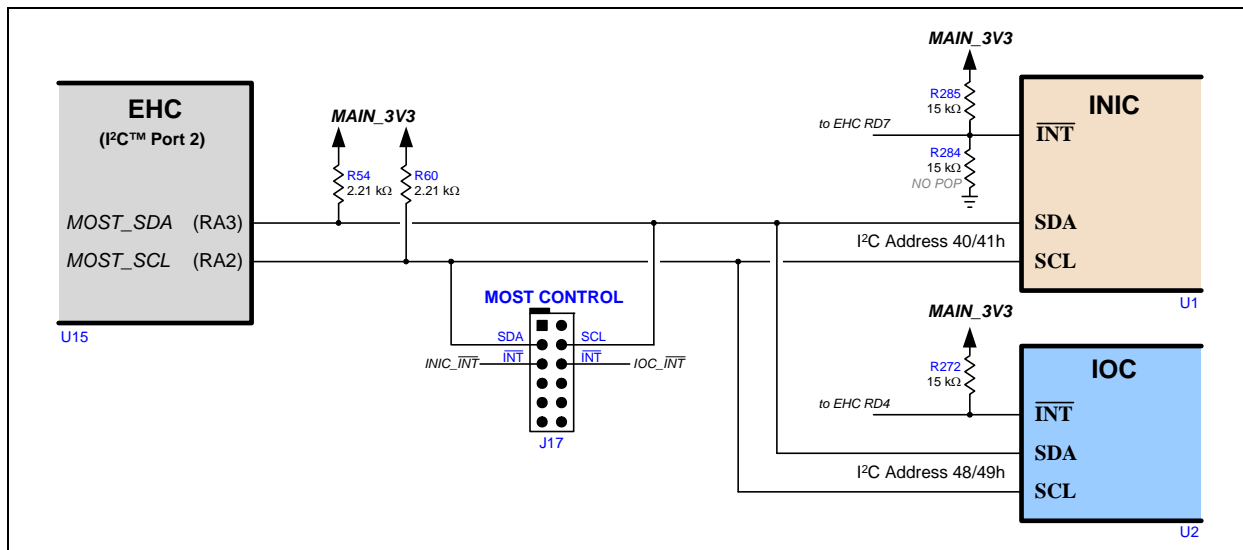 EHC
(I²C™ Port 2)
MOST_SDA (RA3)
MOST_SCL (RA2)
U15
MAIN_3V3
R54
2.21 kΩ
R60
2.21 kΩ
MOST CONTROL
SDA
SCL
INIC_INT
INT
INT
IOC_INT
J17
MAIN_3V3
R285
15 kΩ
to EHC RD7
R284
15 kΩ
NO POP
I²C Address 40/41h
INIC
INT
SDA
SCL
U1
MAIN_3V3
R272
15 kΩ
to EHC RD4
I²C Address 48/49h
IOC
INT
SDA
SCL
U2